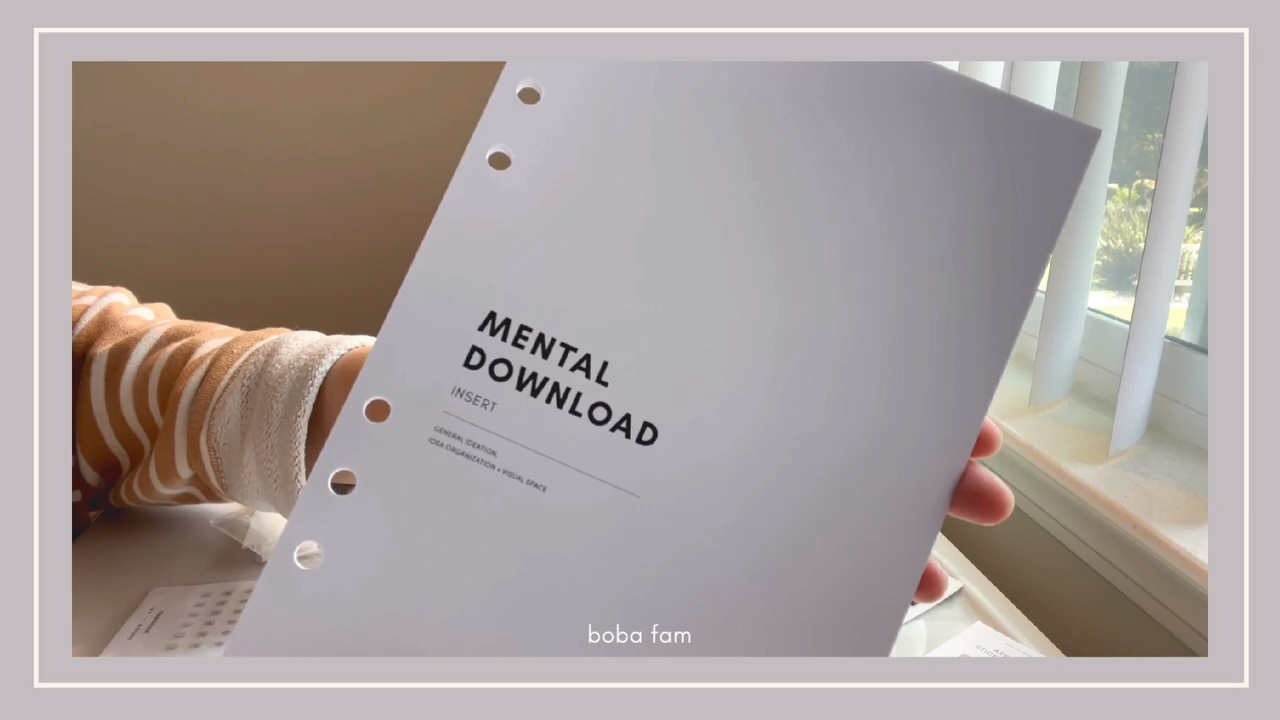 MENTAL
DOWNLOAD
INSERT
GENERAL IDEATION,
IDEA ORGANIZATION • VISUAL SPACE
boba fam